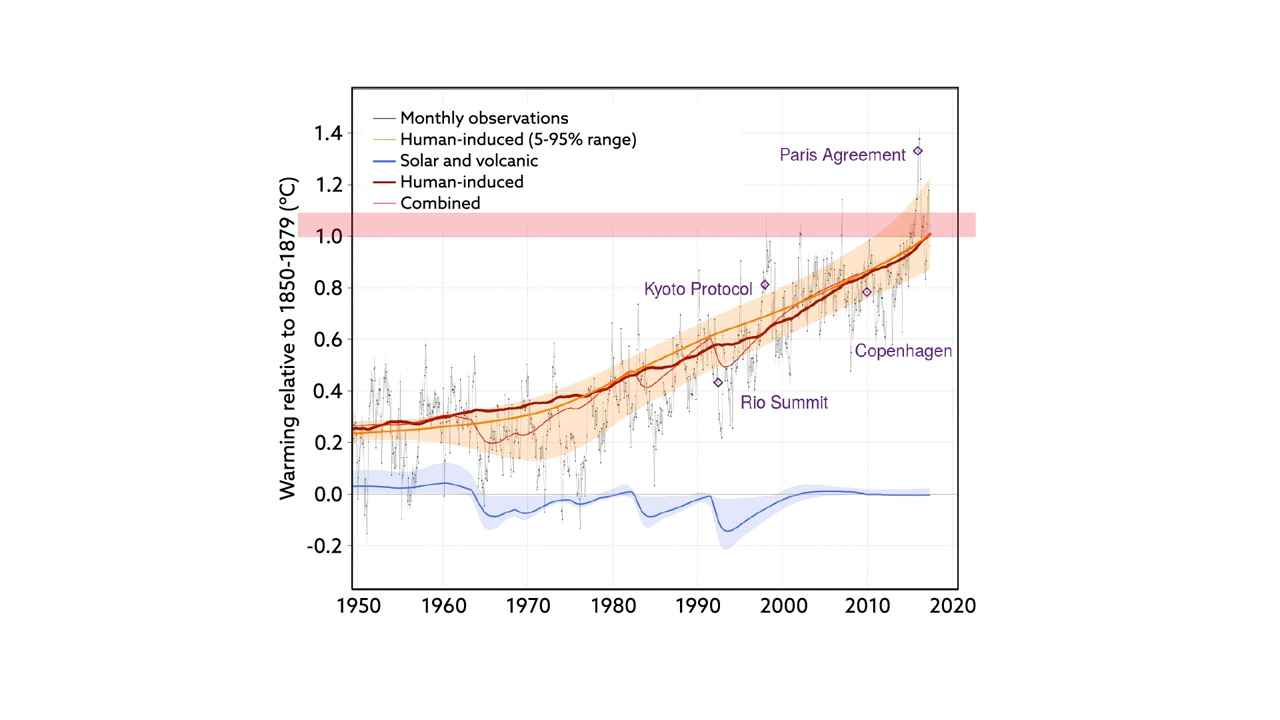 Monthly observations
Human-induced (5-95% range)
Solar and volcanic
Human-induced
Combined
Paris Agreement
Kyoto Protocol
Copenhagen
Rio Summit
Warming relative to 1850-1879 (°C)
1.4
1.2
1.0
0.8
0.6
0.4
0.2
0.0
-0.2
1950 1960 1970 1980 1990 2000 2010 2020